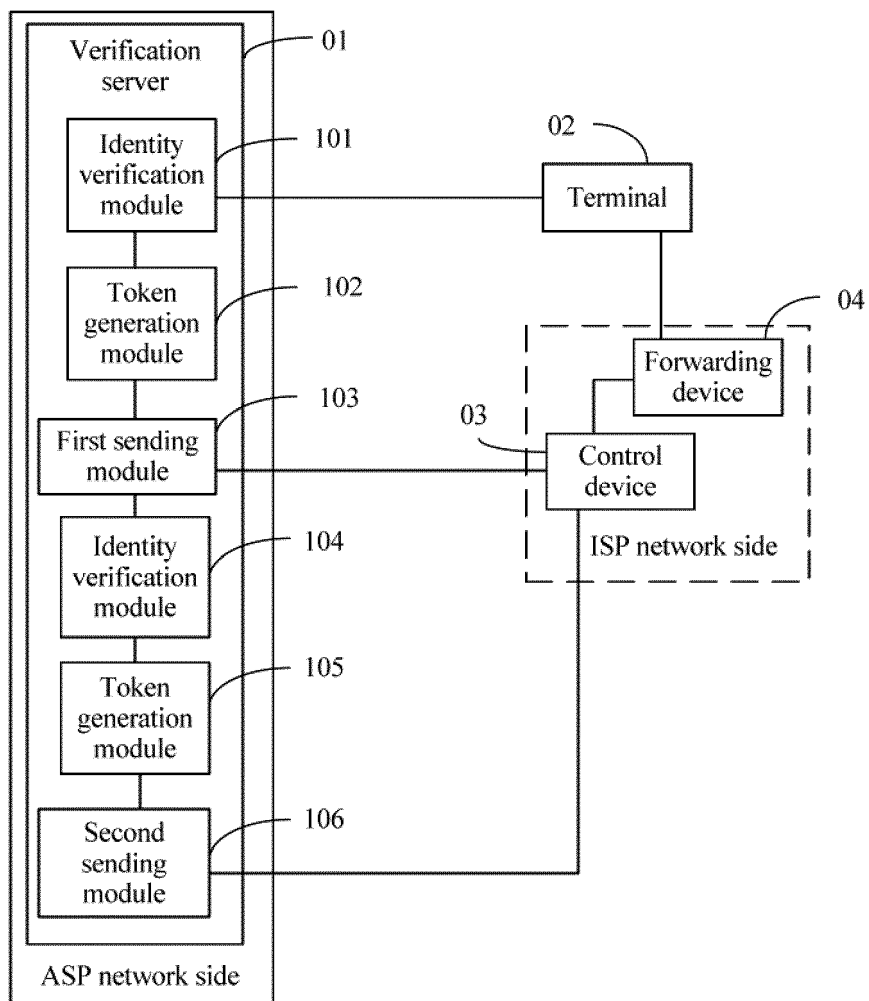 Verification
server
01
Identity
verification
module
101
02
Terminal
Token
generation
module
102
04
Forwarding
device
First sending
module
103
03
Control
device
ISP network side
Identity
verification
module
104
Token
generation
module
105
Second
sending
module
106
ASP network side